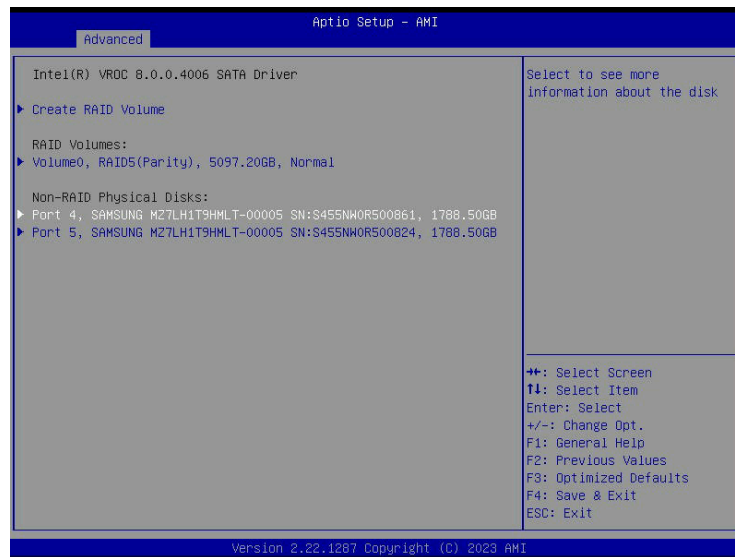 Aptio Setup - AMI
Advanced
Intel(R) VROC 8.0.0.4006 SATA Driver
Create RAID Volume
RAID Volumes:
Volume0, RAID5(Parity), 5097.20GB, Normal
Non-RAID Physical Disks:
Port 4, SAMSUNG MZ7LH1T9HMLT-00005 SN:S455NW0R500861, 1788.50GB
Port 5, SAMSUNG MZ7LH1T9HMLT-00005 SN:S455NW0R500824, 1788.50GB
Select to see more
information about the disk
→←: Select Screen
↑↓: Select Item
Enter: Select
+/-: Change Opt.
F1: General Help
F2: Previous Values
F3: Optimized Defaults
F4: Save & Exit
ESC: Exit
Version 2.22.1287 Copyright (C) 2023 AMI